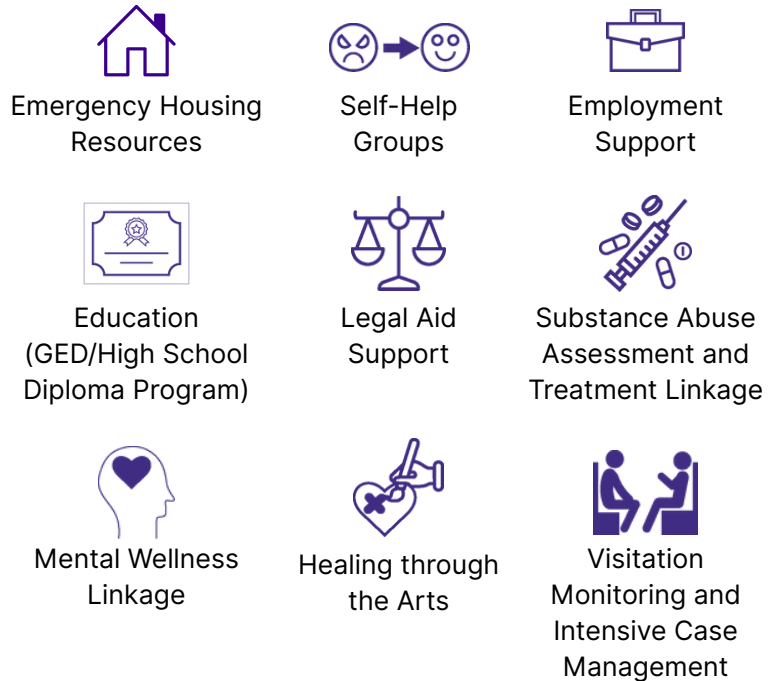 Emergency Housing
Resources
Self-Help
Groups
Employment
Support
Education
(GED/High School
Diploma Program)
Legal Aid
Support
Substance Abuse
Assessment and
Treatment Linkage
Mental Wellness
Linkage
Healing through
the Arts
Visitation
Monitoring and
Intensive Case
Management